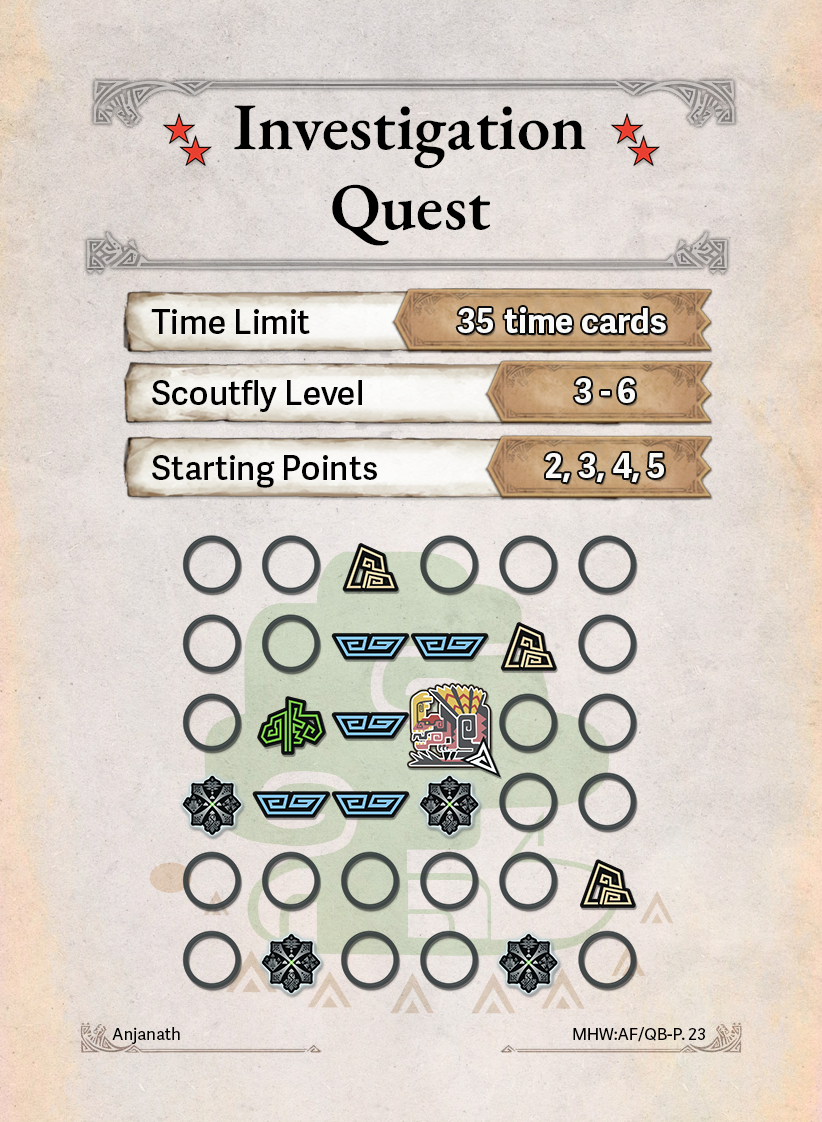 Investigation
Quest
Time Limit
35 time cards
Scoutfly Level
3 - 6
Starting Points
2, 3, 4, 5
Anjanath
MHW:AF/QB-P. 23